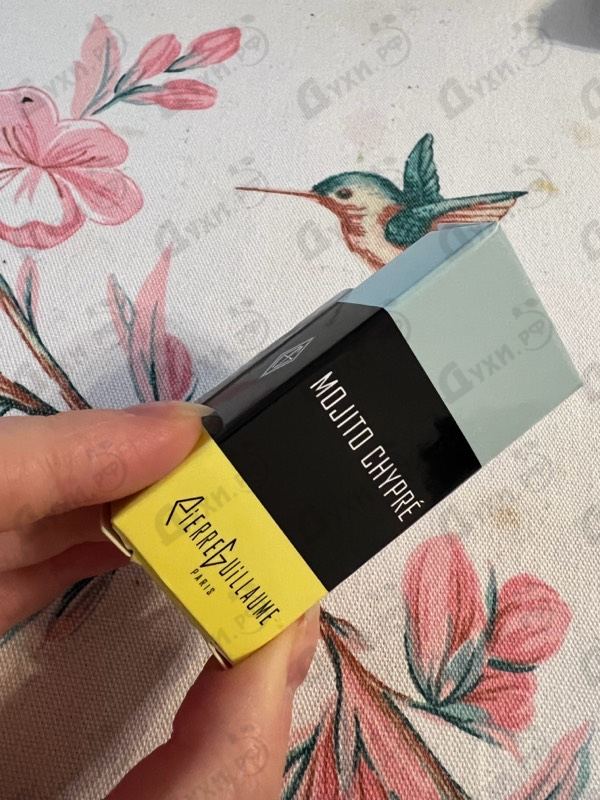 MOJITO CHYPRÉ
PIERRE GUILLAUME
PARIS
Духи.рф